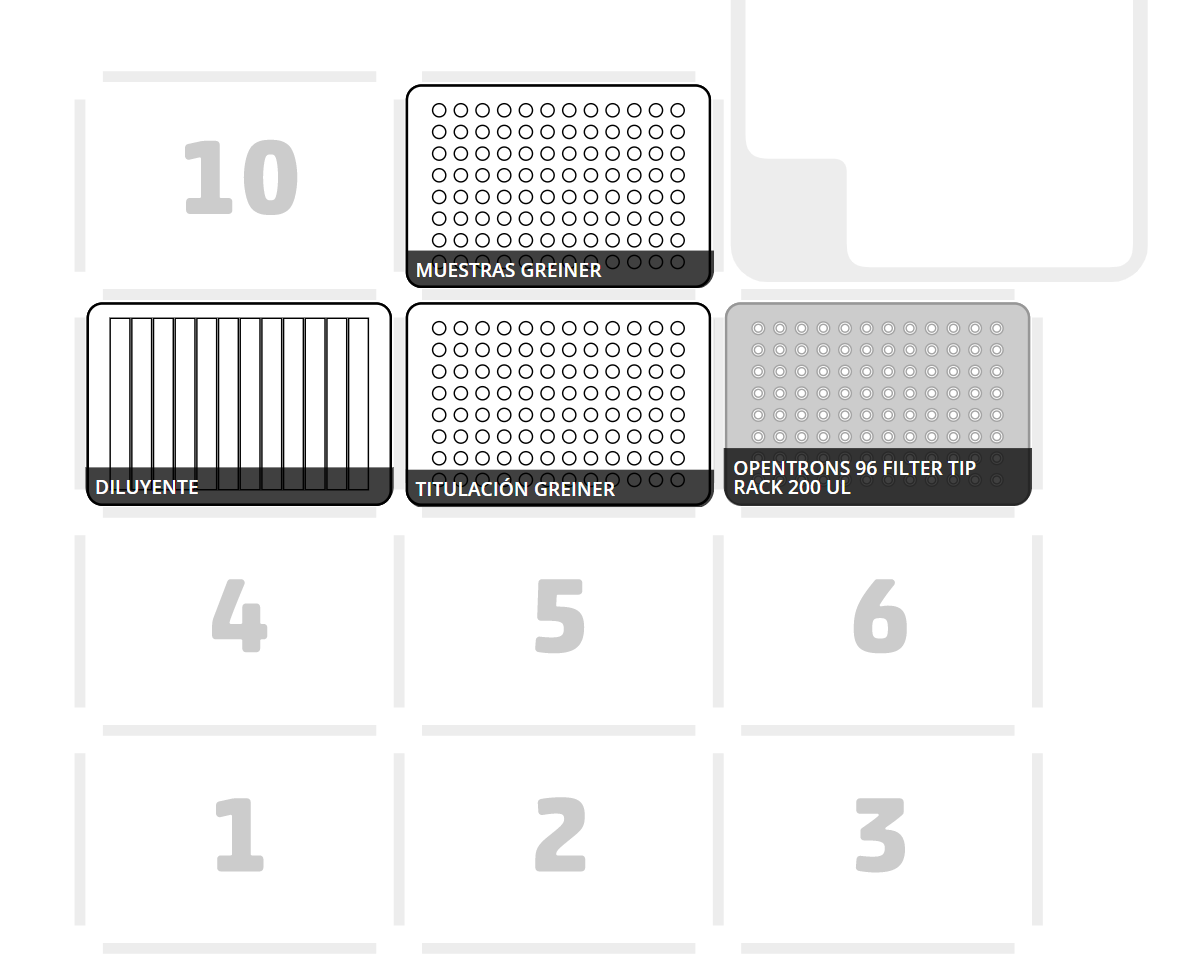 10
MUESTRAS GREINER
DILUYENTE
TITULACIÓN GREINER
OPENTRONS 96 FILTER TIP
RACK 200 UL
4
5
6
1
2
3